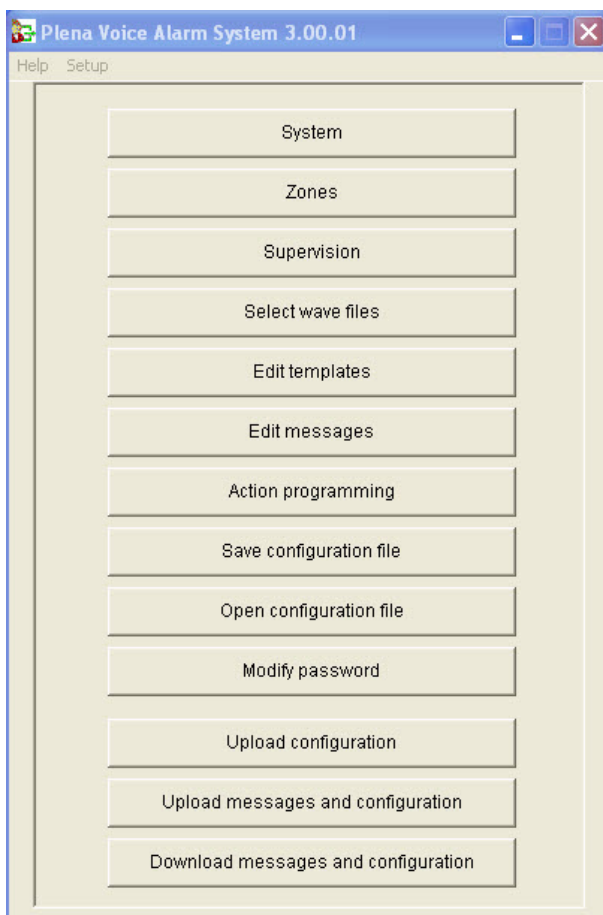 Plena Voice Alarm System 3.00.01
Help Setup
System
Zones
Supervision
Select wave files
Edit templates
Edit messages
Action programming
Save configuration file
Open configuration file
Modify password
Upload configuration
Upload messages and configuration
Download messages and configuration